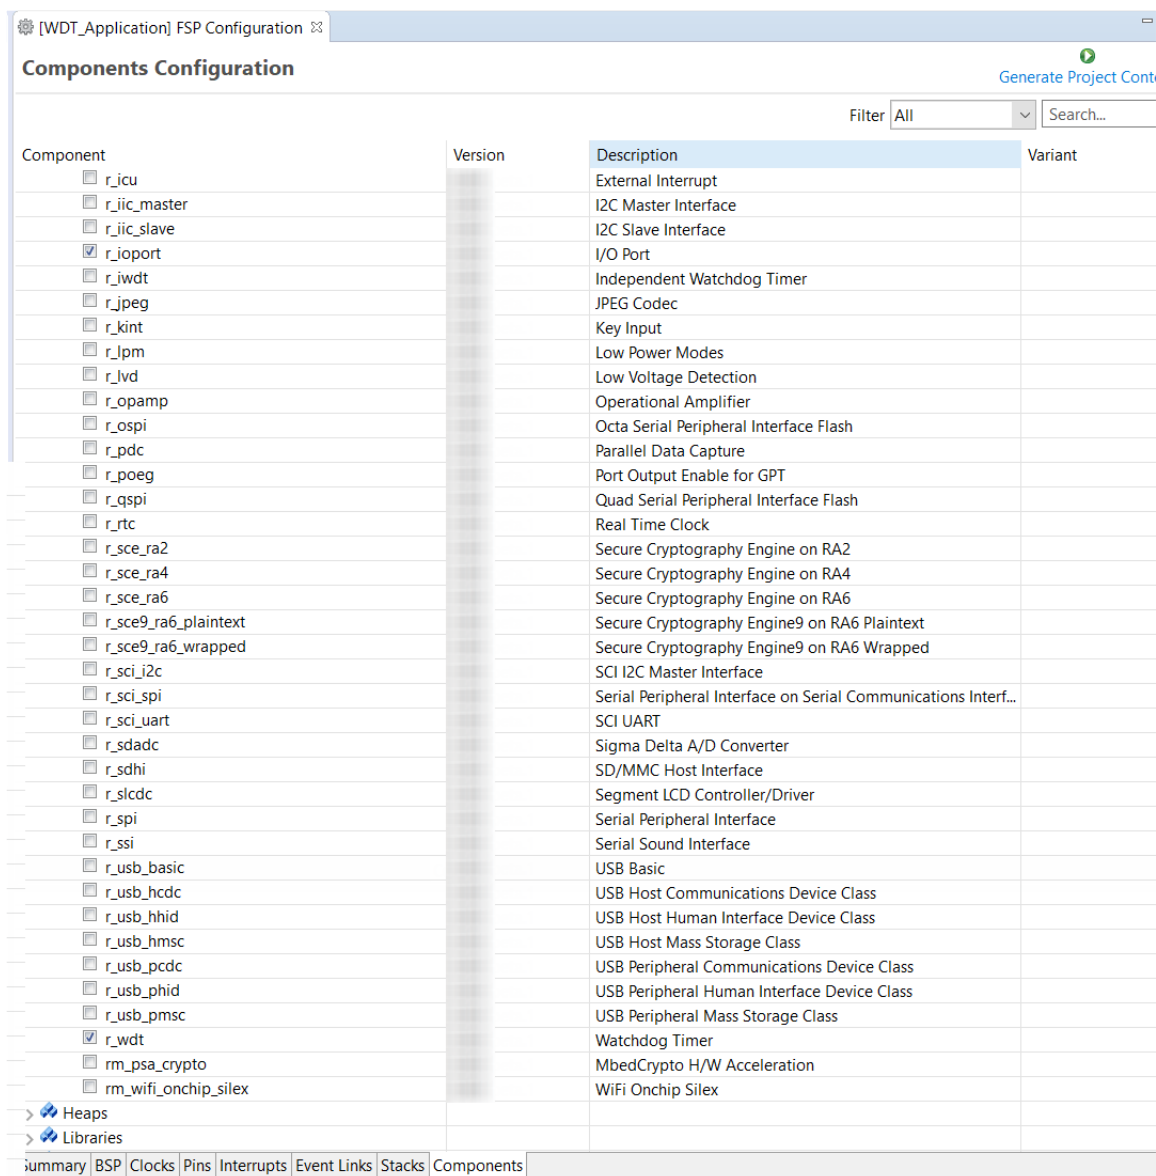 [WDT_Application] FSP Configuration
Components Configuration
Generate Project Conte
Filter All Search...
Component Version Description Variant
r_icu External Interrupt
r_iic_master I2C Master Interface
r_iic_slave I2C Slave Interface
r_ioport I/O Port
r_iwdt Independent Watchdog Timer
r_jpeg JPEG Codec
r_kint Key Input
r_lpm Low Power Modes
r_lvd Low Voltage Detection
r_opamp Operational Amplifier
r_ospi Octa Serial Peripheral Interface Flash
r_pdc Parallel Data Capture
r_poeg Port Output Enable for GPT
r_qspi Quad Serial Peripheral Interface Flash
r_rtc Real Time Clock
r_sce_ra2 Secure Cryptography Engine on RA2
r_sce_ra4 Secure Cryptography Engine on RA4
r_sce_ra6 Secure Cryptography Engine on RA6
r_sce9_ra6_plaintext Secure Cryptography Engine9 on RA6 Plaintext
r_sce9_ra6_wrapped Secure Cryptography Engine9 on RA6 Wrapped
r_sci_i2c SCI I2C Master Interface
r_sci_spi Serial Peripheral Interface on Serial Communications Interf...
r_sci_uart SCI UART
r_sdadc Sigma Delta A/D Converter
r_sdhi SD/MMC Host Interface
r_slcdc Segment LCD Controller/Driver
r_spi Serial Peripheral Interface
r_ssi Serial Sound Interface
r_usb_basic USB Basic
r_usb_hcdc USB Host Communications Device Class
r_usb_hhid USB Host Human Interface Device Class
r_usb_hmsc USB Host Mass Storage Class
r_usb_pcdc USB Peripheral Communications Device Class
r_usb_phid USB Peripheral Human Interface Device Class
r_usb_pmsc USB Peripheral Mass Storage Class
r_wdt Watchdog Timer
rm_psa_crypto MbedCrypto H/W Acceleration
rm_wifi_onchip_silex WiFi Onchip Silex
Heaps
Libraries
Summary BSP Clocks Pins Interrupts Event Links Stacks Components